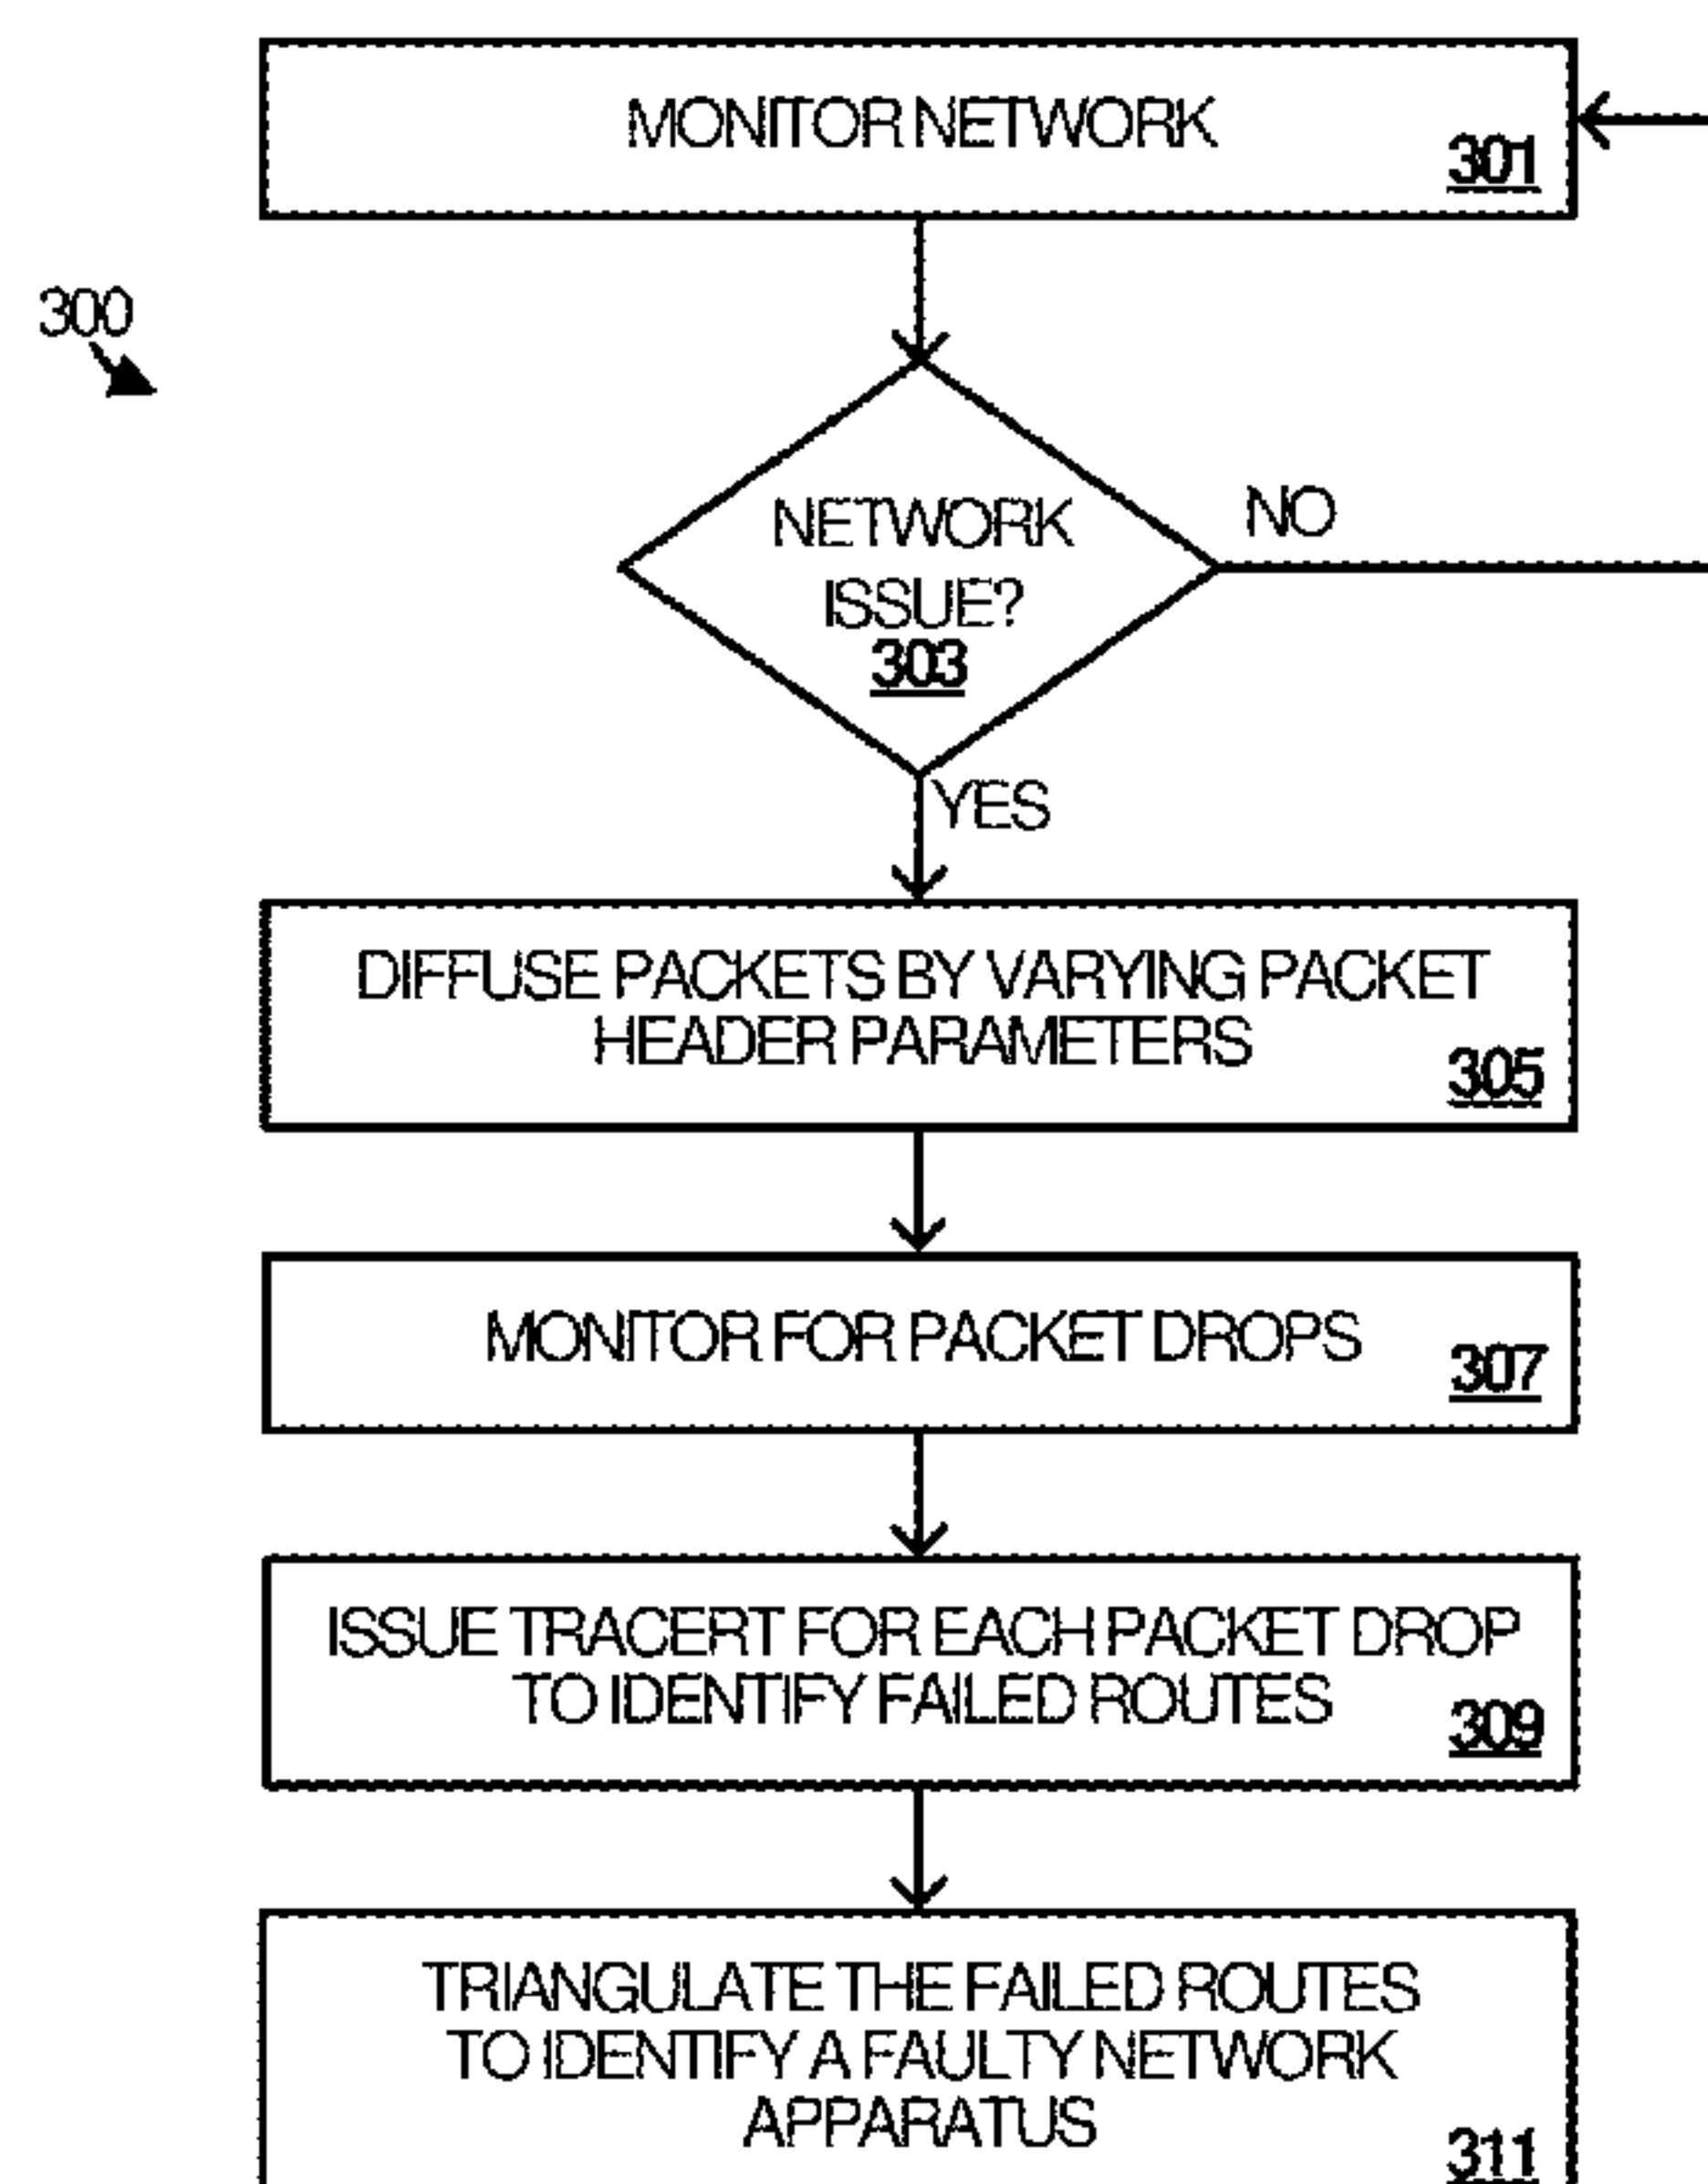 MONITOR NETWORK
301
300
NETWORK
ISSUE?
303
NO
YES
DIFFUSE PACKETS BY VARYING PACKET
HEADER PARAMETERS
305
MONITOR FOR PACKET DROPS
307
ISSUE TRACERT FOR EACH PACKET DROP
TO IDENTIFY FAILED ROUTES
309
TRIANGULATE THE FAILED ROUTES
TO IDENTIFY A FAULTY NETWORK
APPARATUS
311